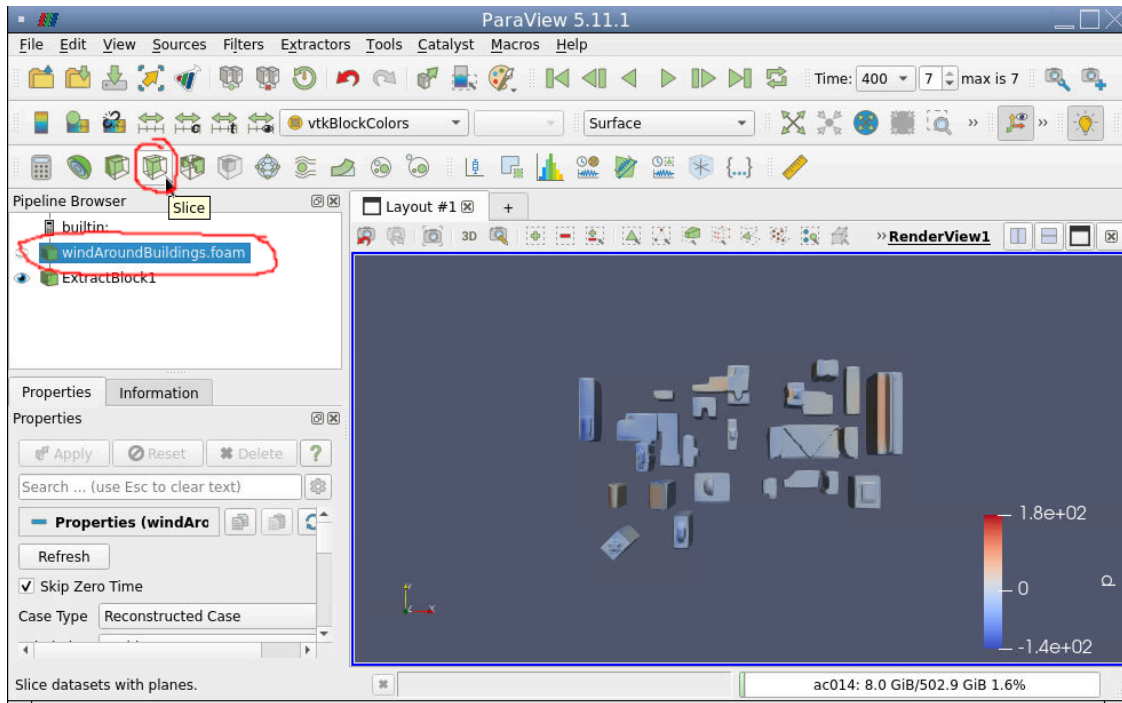 ParaView 5.11.1
File Edit View Sources Filters Extractors Tools Catalyst Macros Help
Time: 400 7 max is 7
vtkBlockColors Surface »  »
Pipeline Browser
Slice
Layout #1 +
builtin:
3D » RenderView1
windAroundBuildings.foam
ExtractBlock1
Properties Information
Properties
Apply Reset Delete ?
Search ... (use Esc to clear text)
Properties (windAro
Refresh
Skip Zero Time
Case Type Reconstructed Case
1.8e+02
0
p
-1.4e+02
Y
Z X
Slice datasets with planes.
ac014: 8.0 GiB/502.9 GiB 1.6%